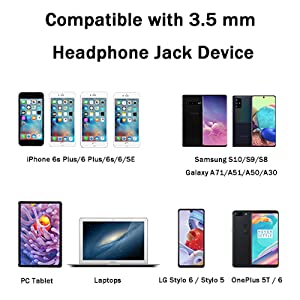 Compatible with 3.5 mm
Headphone Jack Device
iPhone 6s Plus/6 Plus/6s/6/SE
Samsung S10/S9/S8
Galaxy A71/A51/A50/A30
PC Tablet
Laptops
LG Stylo 6 / Stylo 5
OnePlus 5T / 6